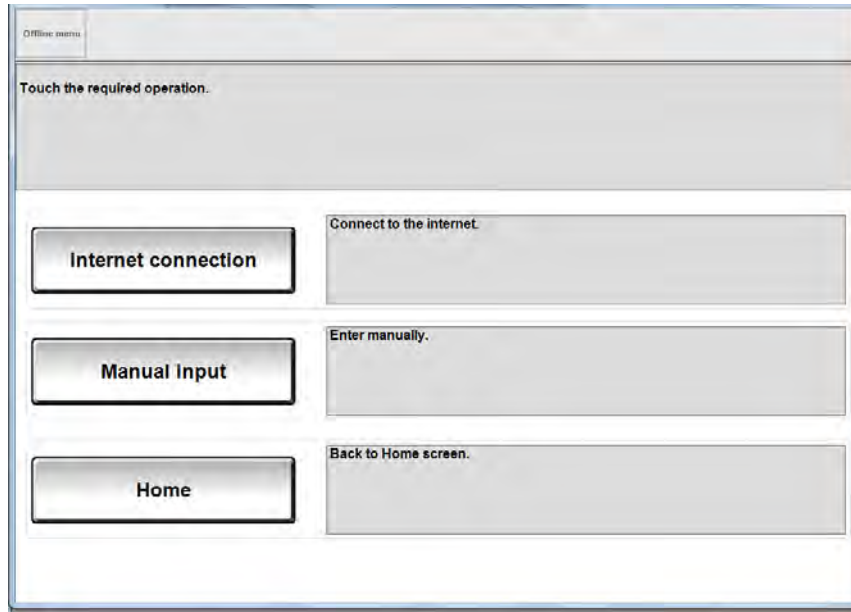 Offline menu
Touch the required operation.
Internet connection
Connect to the internet.
Manual input
Enter manually.
Home
Back to Home screen.